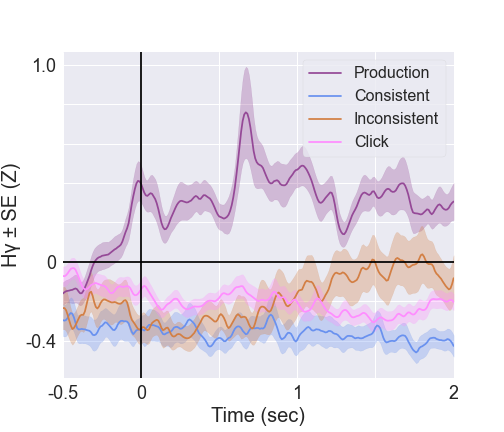 1.0
0
-0.4
Hγ ± SE (Z)
Production
Consistent
Inconsistent
Click
-0.5 0 1 2
Time (sec)